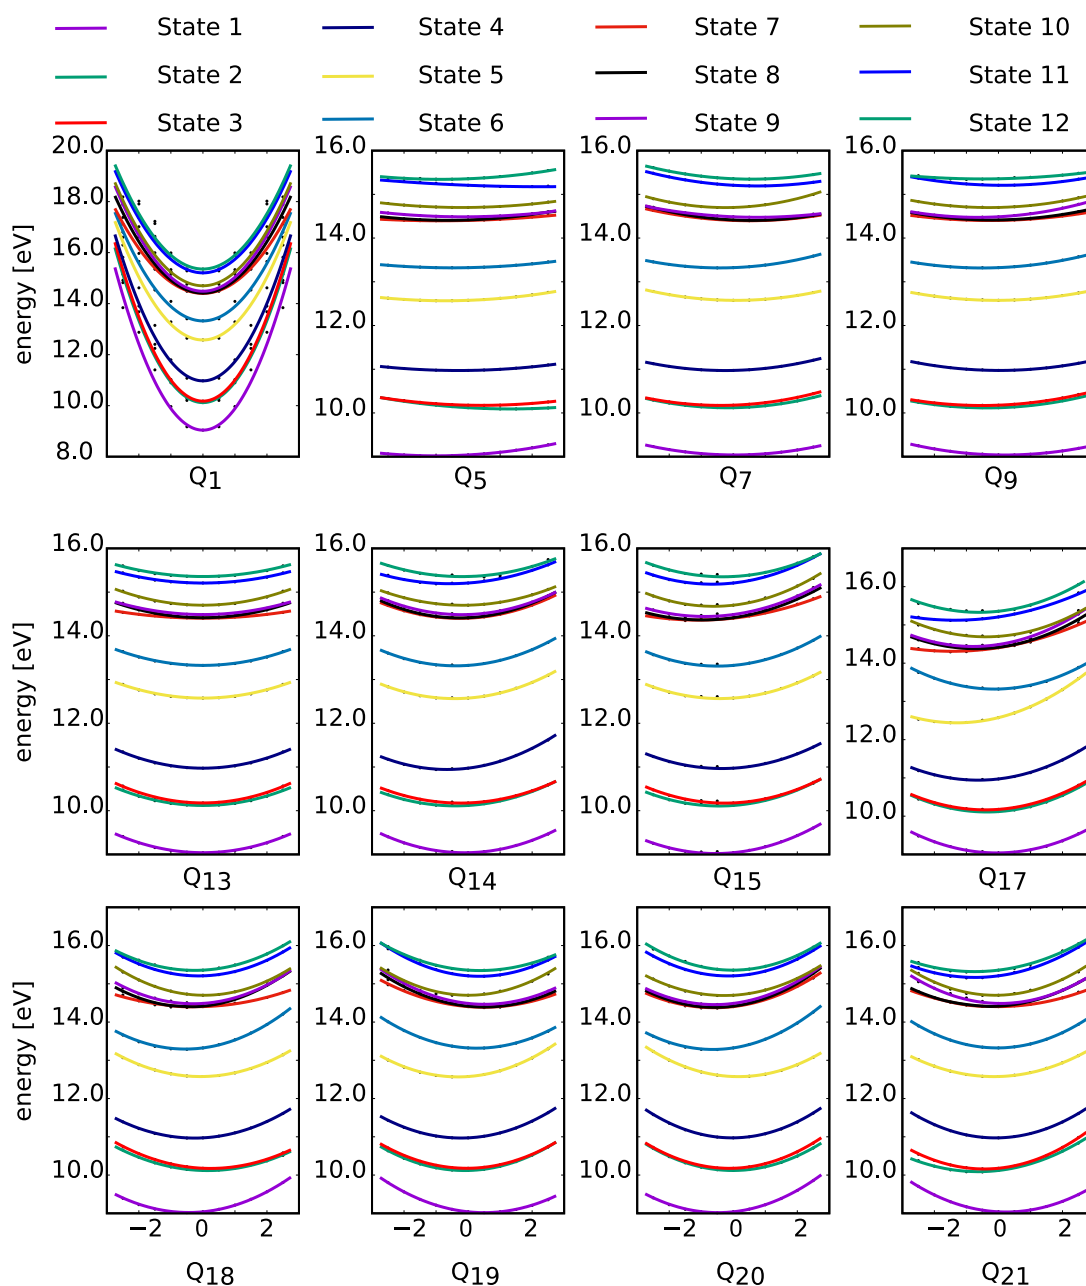 State 1 State 4 State 7 State 10
State 2 State 5 State 8 State 11
State 3 State 6 State 9 State 12
20.0 16.0 16.0 16.0
18.0
16.0 14.0 14.0 14.0
14.0 12.0 12.0 12.0
12.0
10.0 10.0 10.0 10.0
8.0
energy [eV]
Q1 Q5 Q7 Q9
16.0 16.0 16.0 16.0
14.0 14.0 14.0 14.0
12.0 12.0 12.0 12.0
10.0 10.0 10.0 10.0
energy [eV]
Q13 Q14 Q15 Q17
16.0 16.0 16.0 16.0
14.0 14.0 14.0 14.0
12.0 12.0 12.0 12.0
10.0 10.0 10.0 10.0
energy [eV]
−2 0 2 −2 0 2 −2 0 2 −2 0 2
Q18 Q19 Q20 Q21